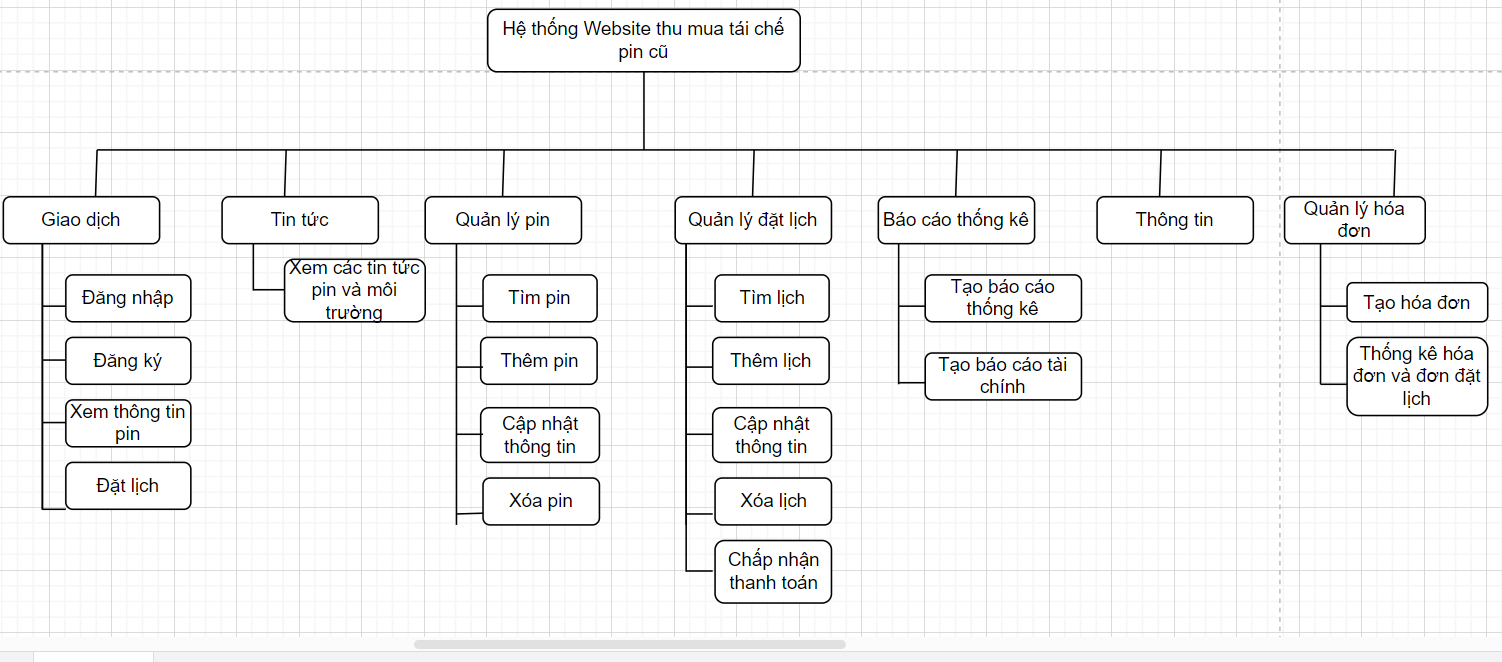 Hệ thống Website thu mua tái chế
pin cũ
Giao dịch
Tin tức
Quản lý pin
Quản lý đặt lịch
Báo cáo thống kê
Thông tin
Quản lý hóa
đơn
Đăng nhập
Đăng ký
Xem thông tin
pin
Đặt lịch
Xem các tin tức
pin và môi
trường
Tìm pin
Thêm pin
Cập nhật
thông tin
Xóa pin
Tìm lịch
Thêm lịch
Cập nhật
thông tin
Xóa lịch
Chấp nhận
thanh toán
Tạo báo cáo
thống kê
Tạo báo cáo tài
chính
Tạo hóa đơn
Thống kê hóa
đơn và đơn đặt
lịch